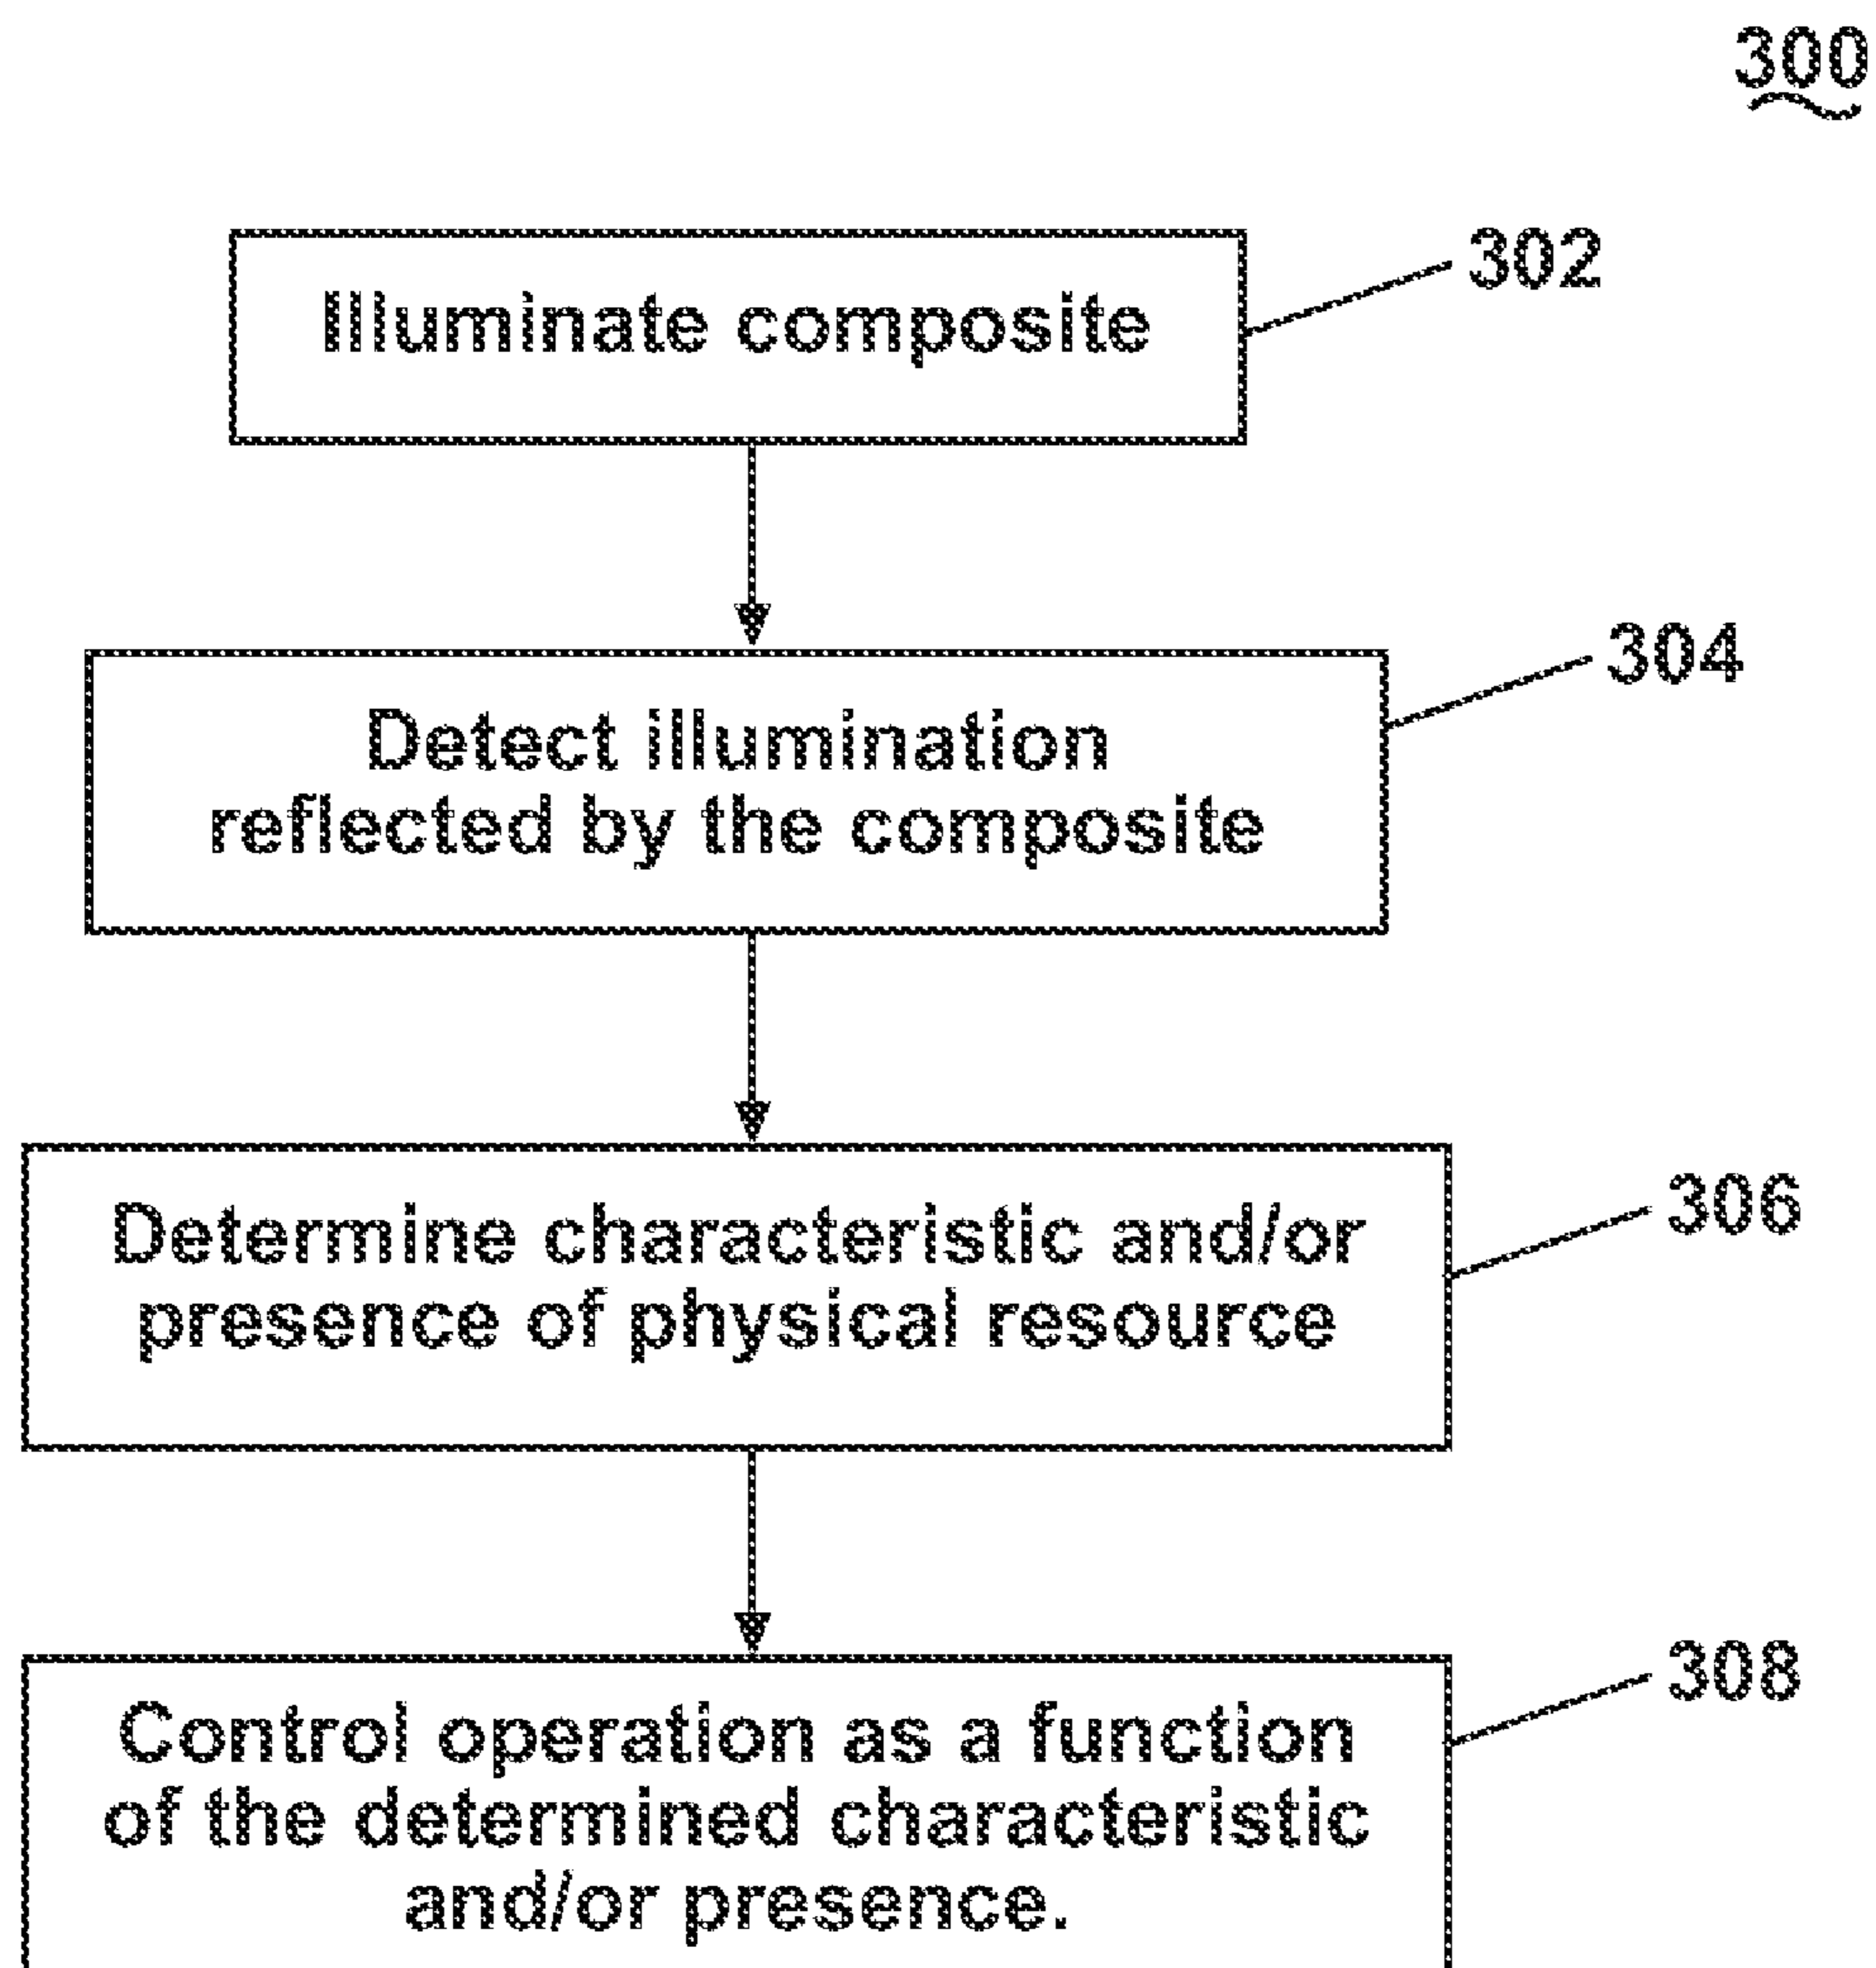 300
Illuminate composite
302
Detect illumination
reflected by the composite
304
Determine characteristic and/or
presence of physical resource
306
Control operation as a function
of the determined characteristic
and/or presence.
308